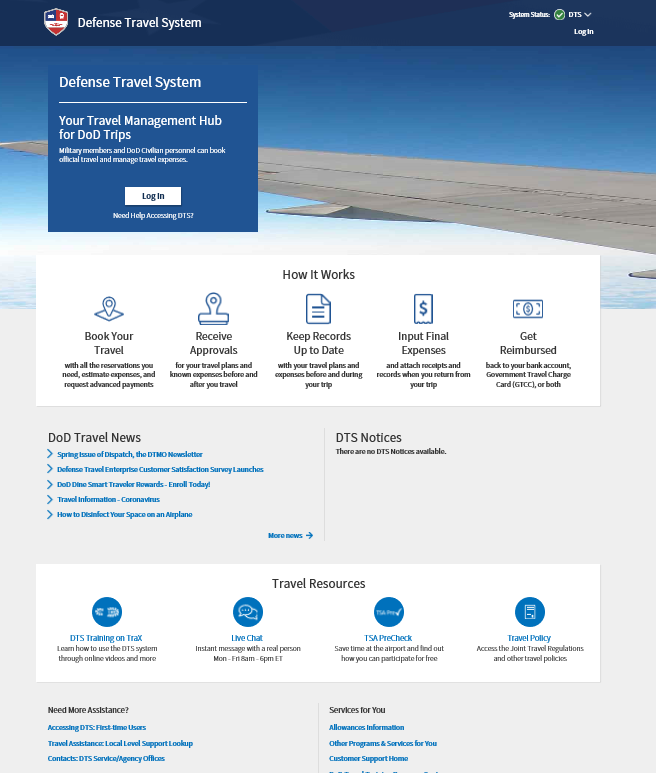 Defense Travel System
System Status: DTS
Log In
Defense Travel System
Your Travel Management Hub
for DoD Trips
Military members and DoD Civilian personnel can book
official travel and manage travel expenses.
Log In
Need Help Accessing DTS?
How It Works
Book Your
Travel
with all the reservations you
need, estimate expenses, and
request advanced payments
Receive
Approvals
for your travel plans and
known expenses before and
after you travel
Keep Records
Up to Date
with your travel plans and
expenses before and during
your trip
Input Final
Expenses
and attach receipts and
records when you return from
your trip
Get
Reimbursed
back to your bank account,
Government Travel Charge
Card (GTCC), or both
DoD Travel News
Spring Issue of Dispatch, the DTMO Newsletter
Defense Travel Enterprise Customer Satisfaction Survey Launches
DoD Dine Smart Traveler Rewards - Enroll Today!
Travel Information - Coronavirus
How to Disinfect Your Space on an Airplane
More news
DTS Notices
There are no DTS Notices available.
Travel Resources
DTS Training on TraX
Learn how to use the DTS system
through online videos and more
Live Chat
Instant message with a real person
Mon - Fri 8am - 6pm ET
TSA Pre
TSA PreCheck
Save time at the airport and find out
how you can participate for free
Travel Policy
Access the Joint Travel Regulations
and other travel policies
Need More Assistance?
Accessing DTS: First-time Users
Travel Assistance: Local Level Support Lookup
Contacts: DTS Service/Agency Offices
Services for You
Allowances Information
Other Programs & Services for You
Customer Support Home